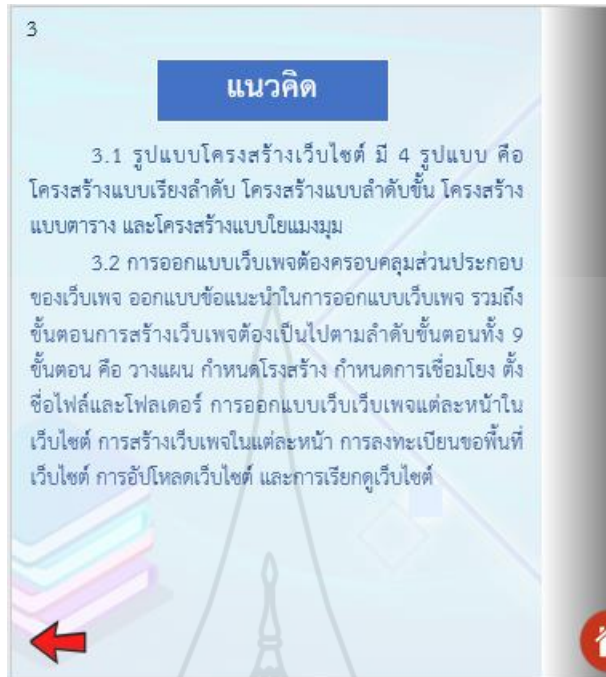 3
แนวคิด
3.1 รูปแบบโครงสร้างเว็บไซต์ มี 4 รูปแบบ คือ
โครงสร้างแบบเรียงลำดับ โครงสร้างแบบลำดับขั้น โครงสร้าง
แบบตาราง และโครงสร้างแบบใยแมงมุม
3.2 การออกแบบเว็บเพจต้องครอบคลุมส่วนประกอบ
ของเว็บเพจ ออกแบบข้อแนะนำในการออกแบบเว็บเพจ รวมถึง
ขั้นตอนการสร้างเว็บเพจต้องเป็นไปตามลำดับขั้นตอนทั้ง 9
ขั้นตอน คือ วางแผน กำหนดโรงสร้าง กำหนดการเชื่อมโยง ตั้ง
ชื่อไฟล์และโฟลเดอร์ การออกแบบเว็บเว็บเพจแต่ละหน้าใน
เว็บไซต์ การสร้างเว็บเพจในแต่ละหน้า การลงทะเบียนขอพื้นที่
เว็บไซต์ การอัปโหลดเว็บไซต์ และการเรียกดูเว็บไซต์